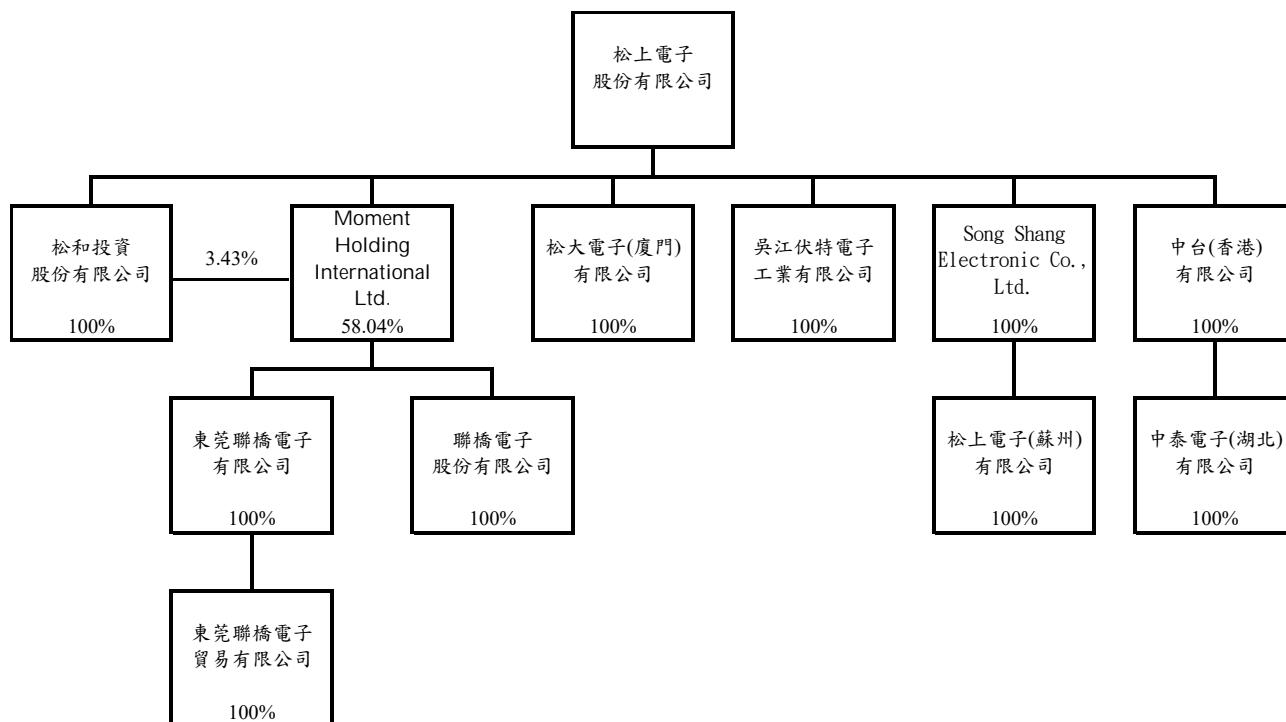 松上電子
股份有限公司
松和投資
股份有限公司
100%
3.43%
Moment
Holding
International
Ltd.
58.04%
松大電子(廈門)
有限公司
100%
吳江伏特電子
工業有限公司
100%
Song Shang
Electronic Co.,
Ltd.
100%
中台(香港)
有限公司
100%
東莞聯橋電子
有限公司
100%
聯橋電子
股份有限公司
100%
松上電子(蘇州)
有限公司
100%
中泰電子(湖北)
有限公司
100%
東莞聯橋電子
貿易有限公司
100%